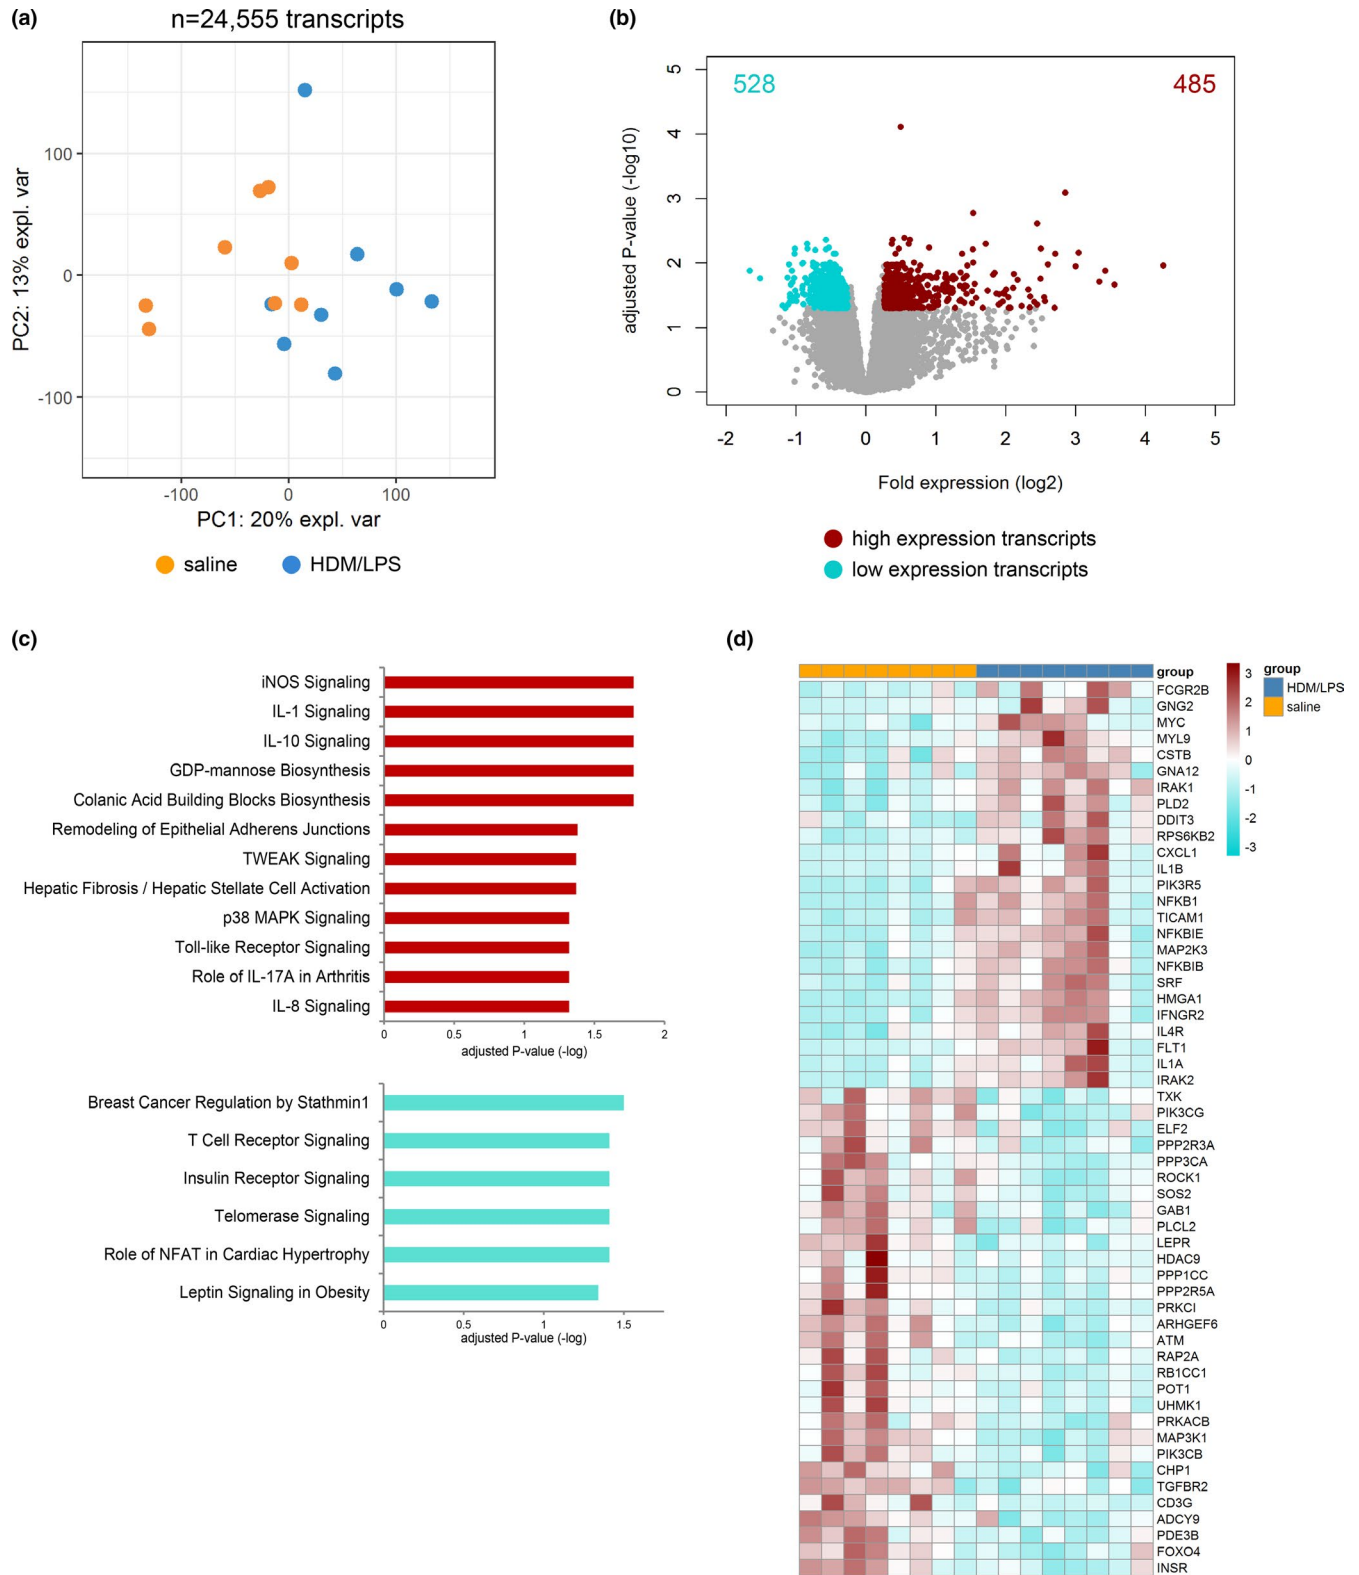 (a)
n=24,555 transcripts
PC2: 13% expl. var
100
0
-100
-100
0
100
PC1: 20% expl. var
saline
HDM/LPS
(b)
528
485
adjusted P-value (-log10)
5
4
3
2
1
0
-2
-1
0
1
2
3
4
5
Fold expression (log2)
high expression transcripts
low expression transcripts
(c)
iNOS Signaling
IL-1 Signaling
IL-10 Signaling
GDP-mannose Biosynthesis
Colanic Acid Building Blocks Biosynthesis
Remodeling of Epithelial Adherens Junctions
TWEAK Signaling
Hepatic Fibrosis / Hepatic Stellate Cell Activation
p38 MAPK Signaling
Toll-like Receptor Signaling
Role of IL-17A in Arthritis
IL-8 Signaling
0
0.5
1
1.5
2
adjusted P-value (-log)
Breast Cancer Regulation by Stathmin1
T Cell Receptor Signaling
Insulin Receptor Signaling
Telomerase Signaling
Role of NFAT in Cardiac Hypertrophy
Leptin Signaling in Obesity
0
0.5
1
1.5
adjusted P-value (-log)
(d)
group
FCGR2B
GNG2
MYC
MYL9
CSTB
GNA12
IRAK1
PLD2
DDIT3
RPS6KB2
CXCL1
IL1B
PIK3R5
NFKB1
TICAM1
NFKBIE
MAP2K3
NFKBIB
SRF
HMGA1
IFNGR2
IL4R
FLT1
IL1A
IRAK2
TXK
PIK3CG
ELF2
PPP2R3A
PPP3CA
ROCK1
SOS2
GAB1
PLCL2
LEPR
HDAC9
PPP1CC
PPP2R5A
PRKCI
ARHGEF6
ATM
RAP2A
RB1CC1
POT1
UHMK1
PRKACB
MAP3K1
PIK3CB
CHP1
TGFBR2
CD3G
ADCY9
PDE3B
FOXO4
INSR
3
2
1
0
-1
-2
-3
group
HDM/LPS
saline